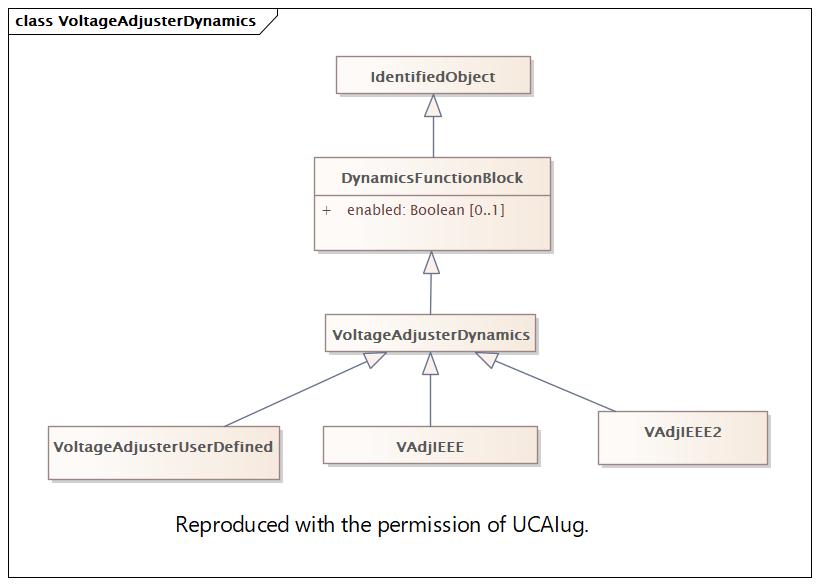 class VoltageAdjusterDynamics
IdentifiedObject
DynamicsFunctionBlock
+ enabled: Boolean [0..1]
VoltageAdjusterDynamics
VoltageAdjusterUserDefined
VAdjIEEE
VAdjIEEE2
Reproduced with the permission of UCAIug.